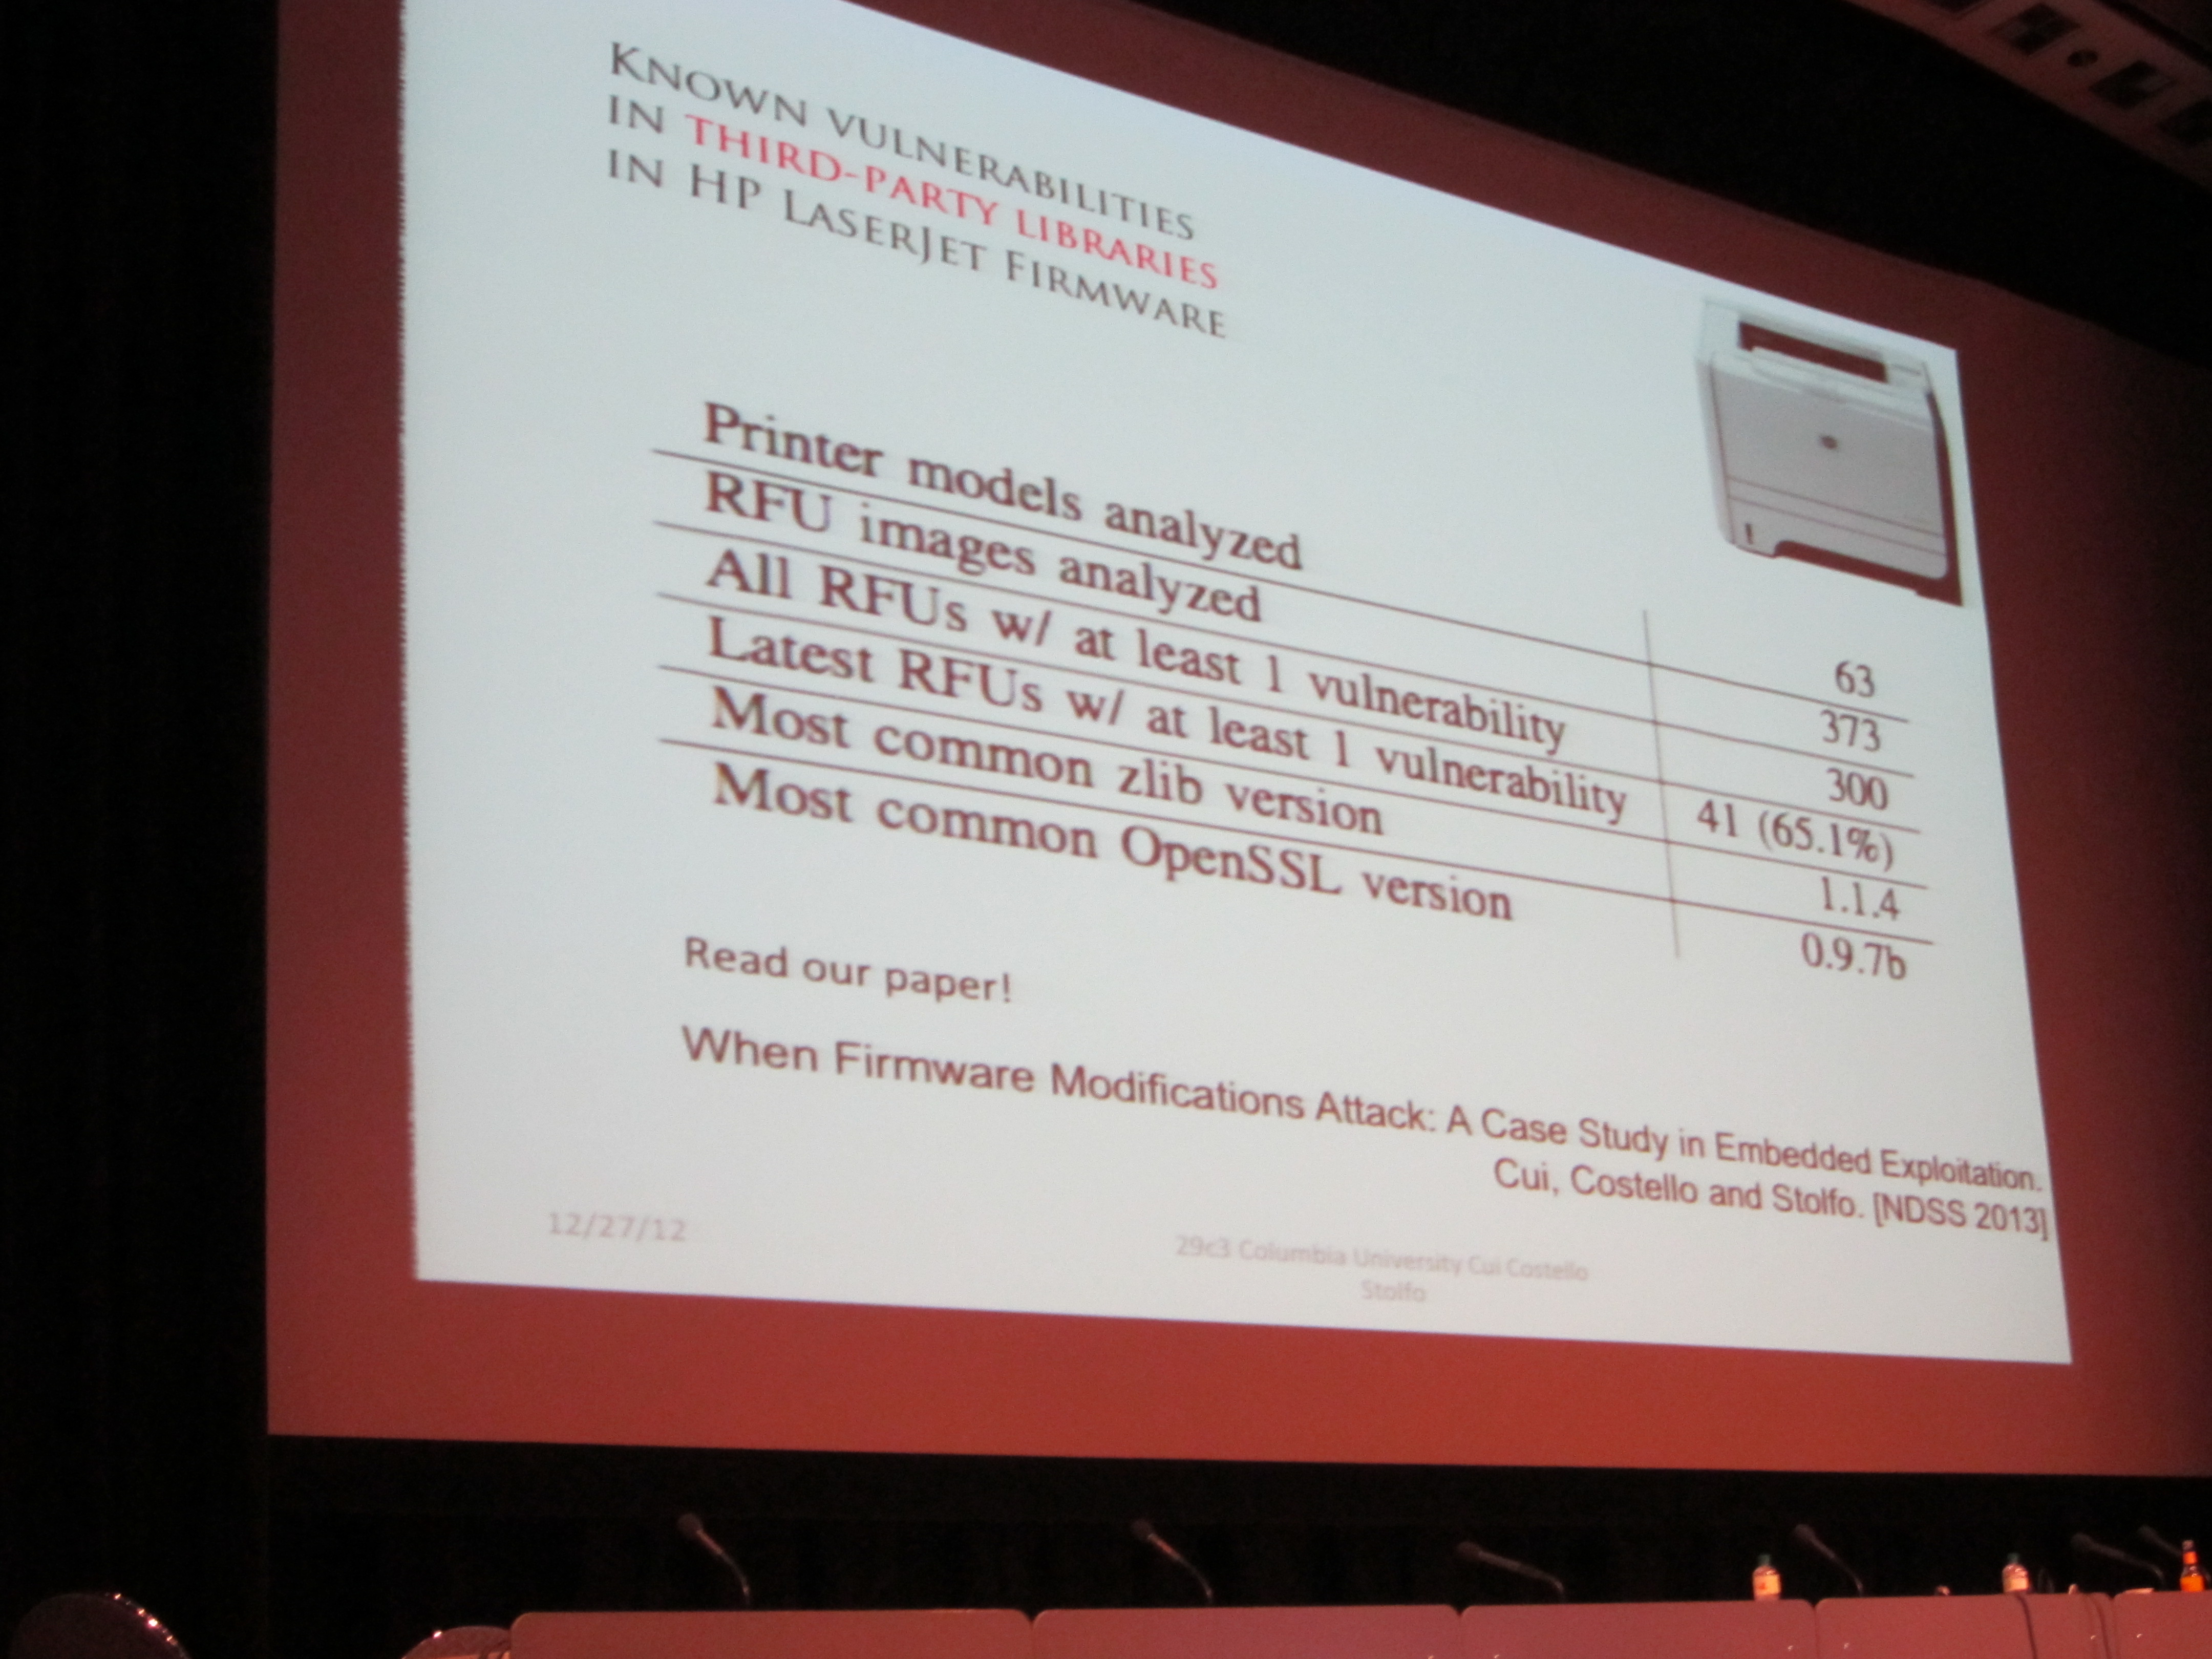 KNOWN VULNERABILITIES
IN THIRD-PARTY LIBRARIES
IN HP LASERJET FIRMWARE
Printer models analyzed 63
RFU images analyzed 373
All RFUs w/ at least 1 vulnerability 300
Latest RFUs w/ at least 1 vulnerability 41 (65.1%)
Most common zlib version 1.1.4
Most common OpenSSL version 0.9.7b
Read our paper!
When Firmware Modifications Attack: A Case Study in Embedded Exploitation.
Cui, Costello and Stolfo. [NDSS 2013]
12/27/12
29c3 Columbia University Cui Costello
Stolfo